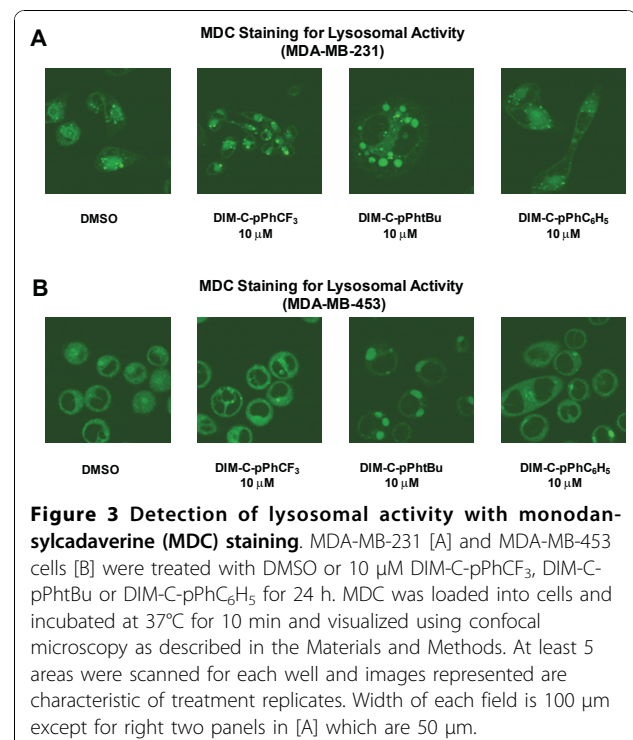 A
MDC Staining for Lysosomal Activity
(MDA-MB-231)
DMSO
DIM-C-pPhCF₃
10 μM
DIM-C-pPhtBu
10 μM
DIM-C-pPhC₆H₅
10 μM
B
MDC Staining for Lysosomal Activity
(MDA-MB-453)
DMSO
DIM-C-pPhCF₃
10 μM
DIM-C-pPhtBu
10 μM
DIM-C-pPhC₆H₅
10 μM
Figure 3 Detection of lysosomal activity with monodan-
sylcadaverine (MDC) staining. MDA-MB-231 [A] and MDA-MB-453
cells [B] were treated with DMSO or 10 μM DIM-C-pPhCF₃, DIM-C-
pPhtBu or DIM-C-pPhC₆H₅ for 24 h. MDC was loaded into cells and
incubated at 37°C for 10 min and visualized using confocal
microscopy as described in the Materials and Methods. At least 5
areas were scanned for each well and images represented are
characteristic of treatment replicates. Width of each field is 100 μm
except for right two panels in [A] which are 50 μm.